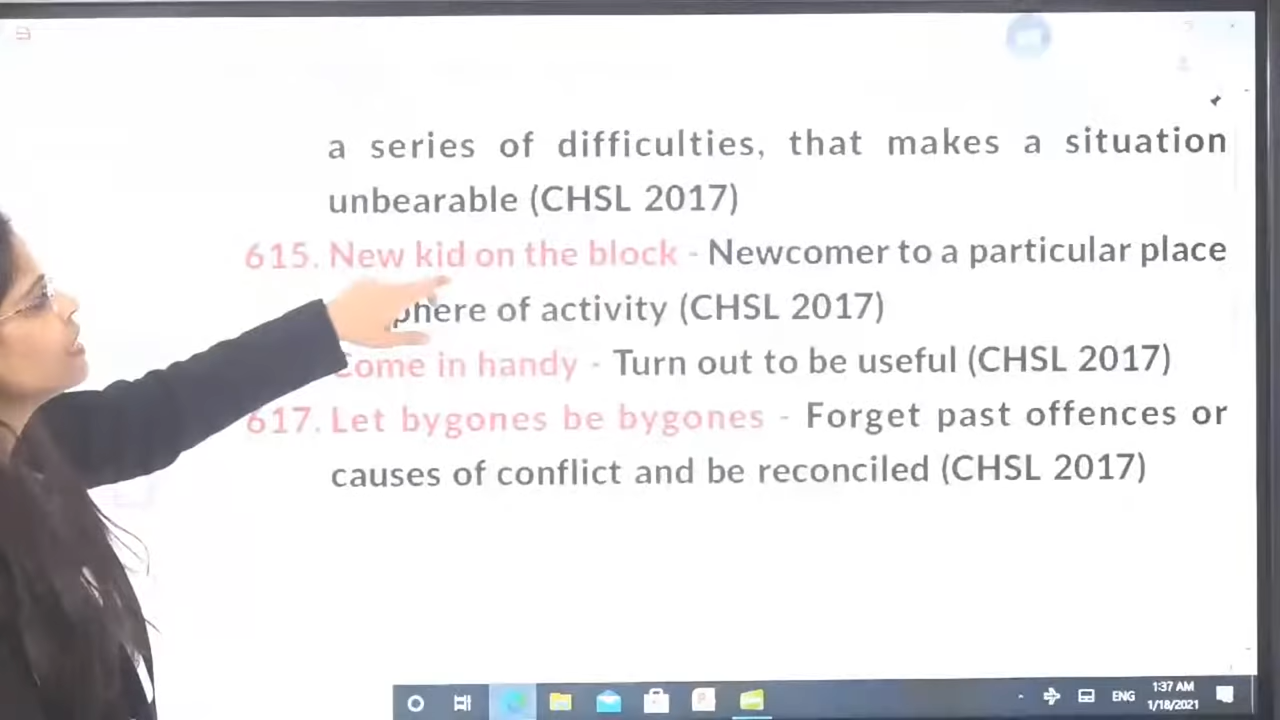 a series of difficulties, that makes a situation
unbearable (CHSL 2017)
615. New kid on the block - Newcomer to a particular place
phere of activity (CHSL 2017)
Come in handy - Turn out to be useful (CHSL 2017)
617. Let bygones be bygones - Forget past offences or
causes of conflict and be reconciled (CHSL 2017)
ENG
1:37 AM
1/18/2021